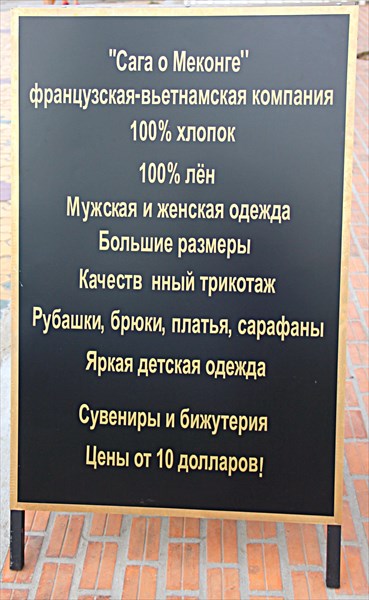 "Сага о Меконге"
французская-вьетнамская компания
100% хлопок
100% лён
Мужская и женская одежда
Большие размеры
Качеств нный трикотаж
Рубашки, брюки, платья, сарафаны
Яркая детская одежда
Сувениры и бижутерия
Цены от 10 долларов!